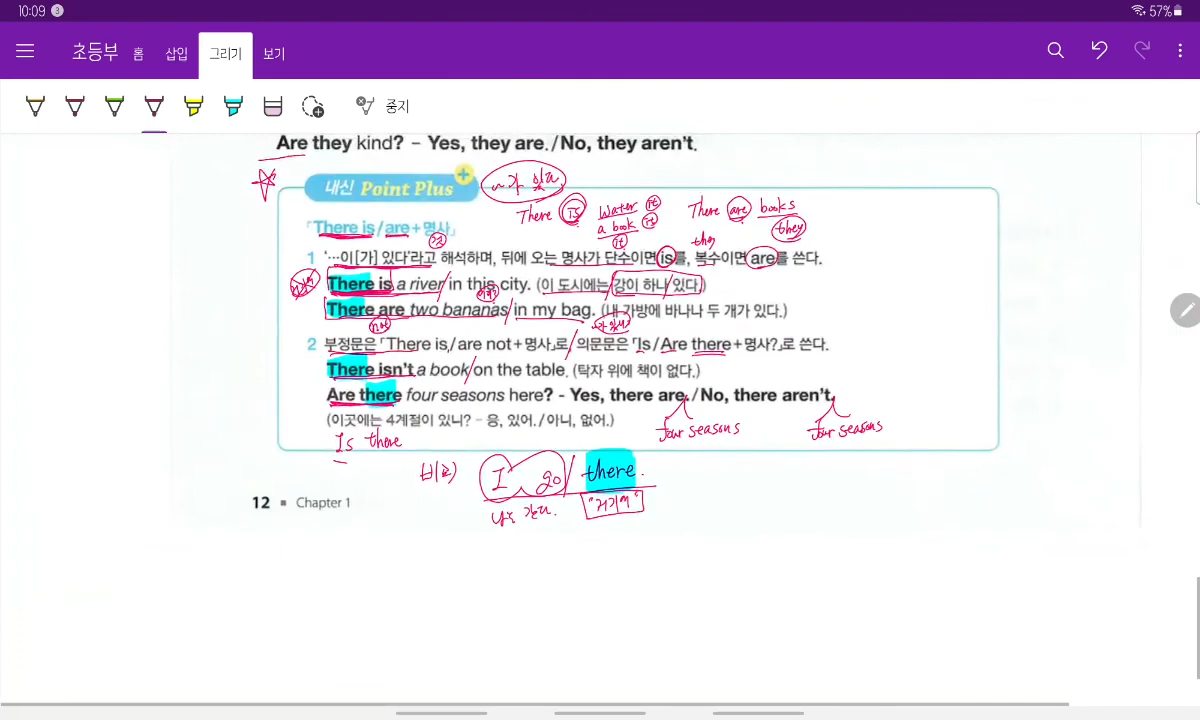 10:09 3 57%
초등부 홈 삽입 그리기 보기
중지
Are they kind? – Yes, they are. / No, they aren't.
내신 Point Plus +
~가 있다
There is water it There are books
a book it they
it they
「There is / are + 명사」
1 '…이[가] 있다'라고 해석하며, 뒤에 오는 명사가 단수이면 is를, 복수이면 are를 쓴다.
There is a river / in this city. (이 도시에는 / 강이 하나 / 있다.)
There are two bananas / in my bag. (내 가방에 바나나 두 개가 있다.)
not
2 부정문은 「There is / are not + 명사」로 / 의문문은 「Is / Are there + 명사?」로 쓴다.
There isn't a book / on the table. (탁자 위에 책이 없다.)
Are there four seasons here? - Yes, there are. / No, there aren't.
(이곳에는 4계절이 있니? – 응, 있어. / 아니, 없어.)
four seasons four seasons
Is there
비교) I go / there.
나는 간다. "거기에"
12 ▪ Chapter 1